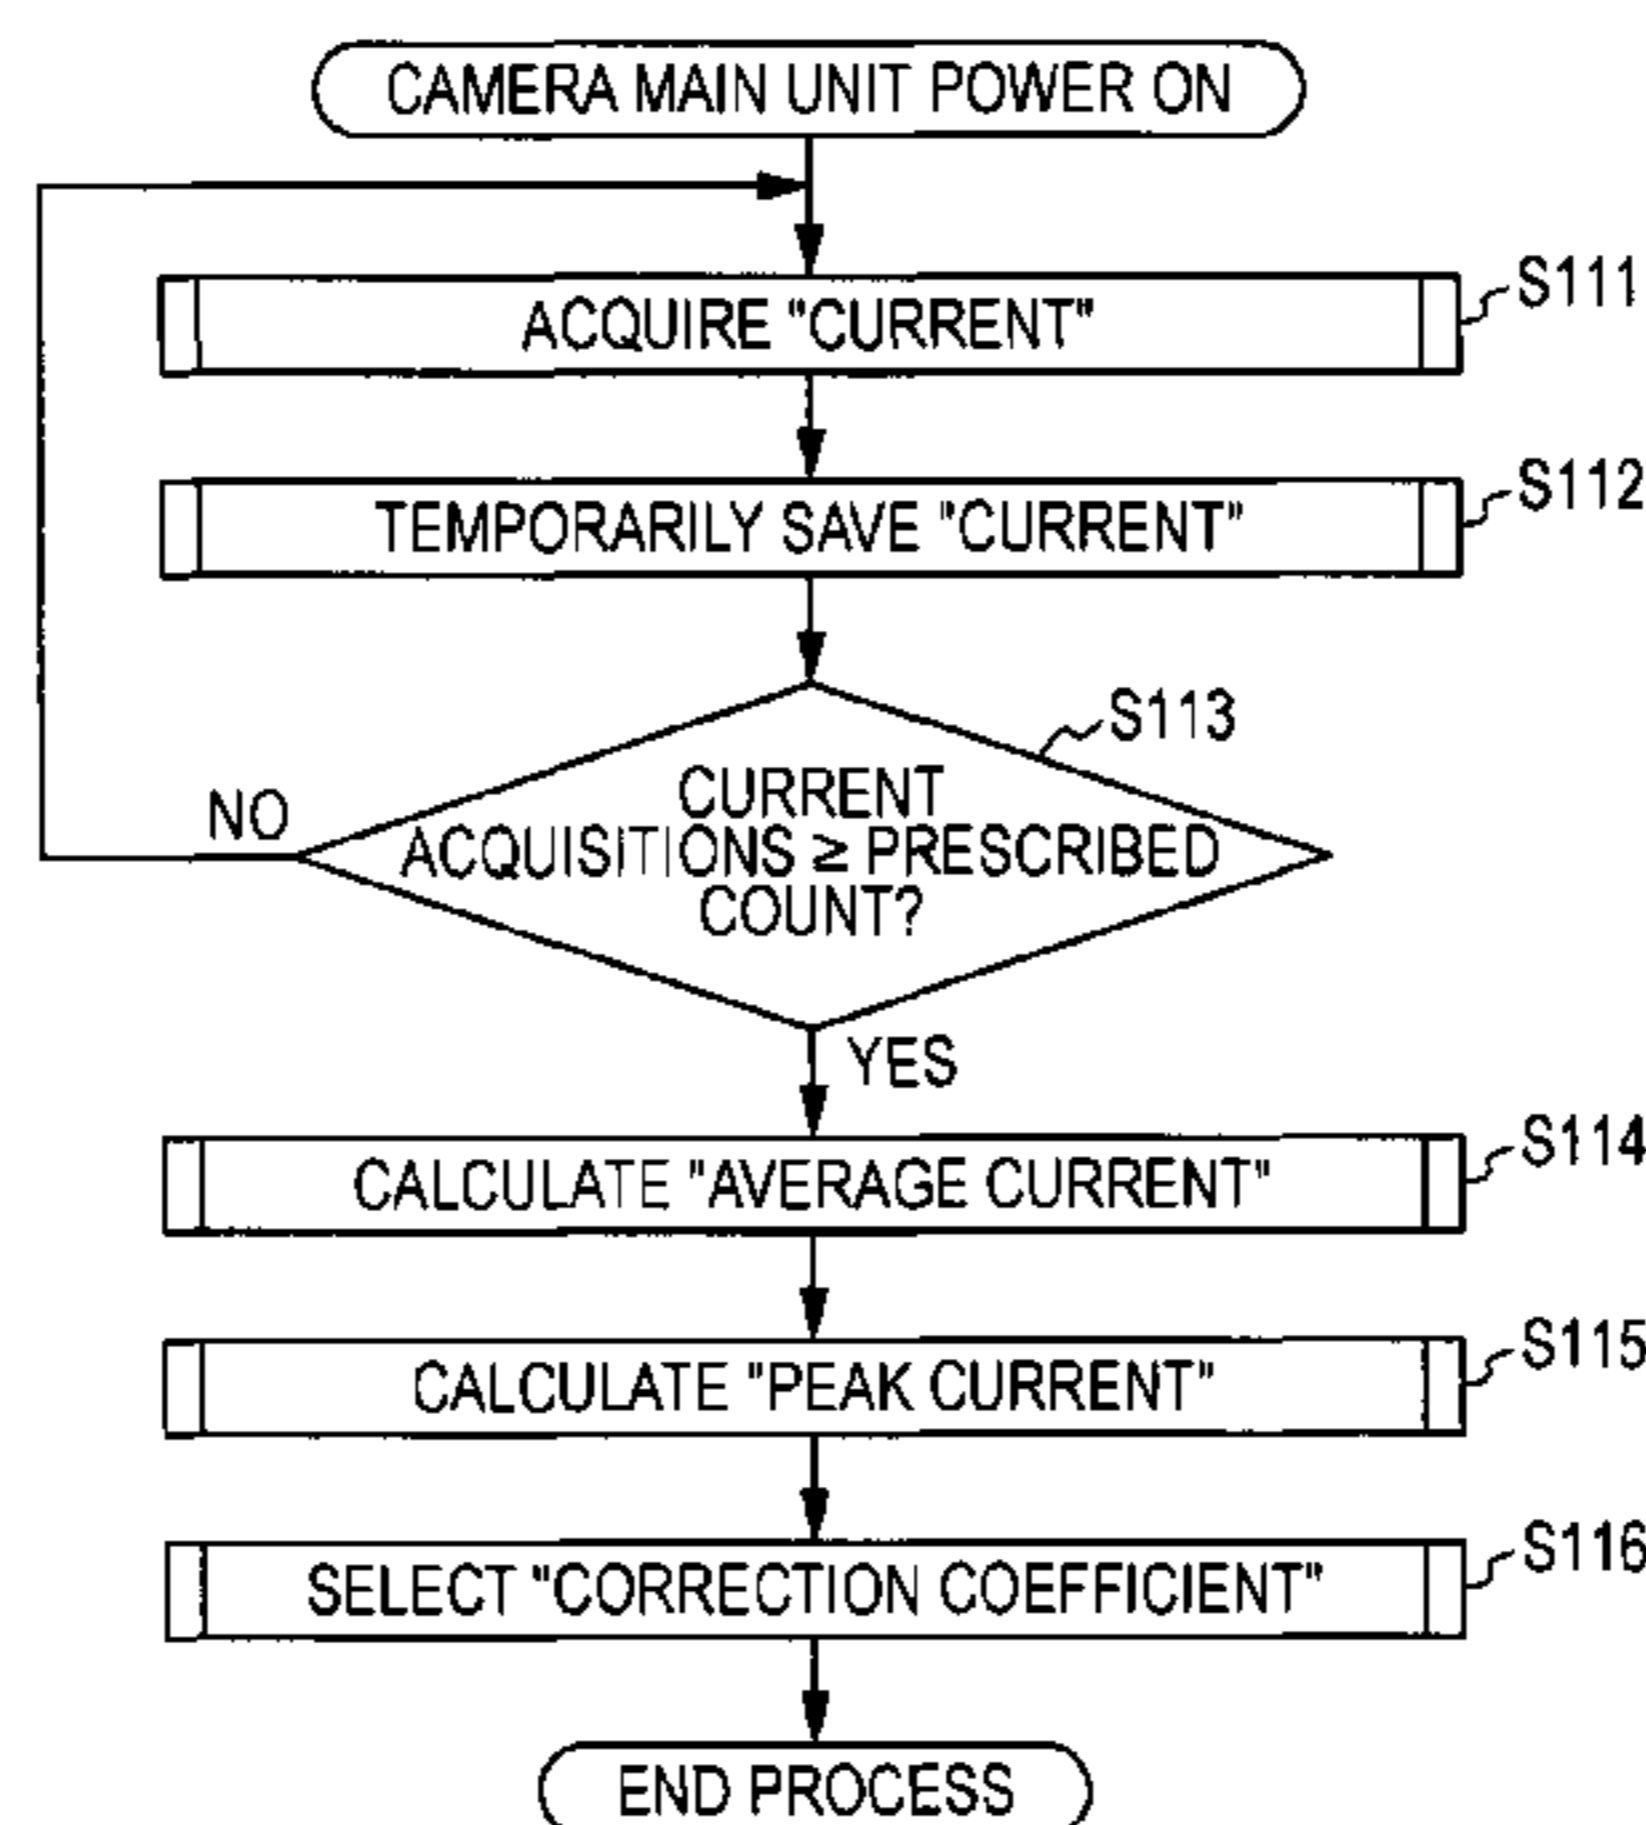 CAMERA MAIN UNIT POWER ON
S111
ACQUIRE "CURRENT"
S112
TEMPORARILY SAVE "CURRENT"
S113
NO
CURRENT
ACQUISITIONS ≥ PRESCRIBED
COUNT?
YES
S114
CALCULATE "AVERAGE CURRENT"
S115
CALCULATE "PEAK CURRENT"
S116
SELECT "CORRECTION COEFFICIENT"
END PROCESS